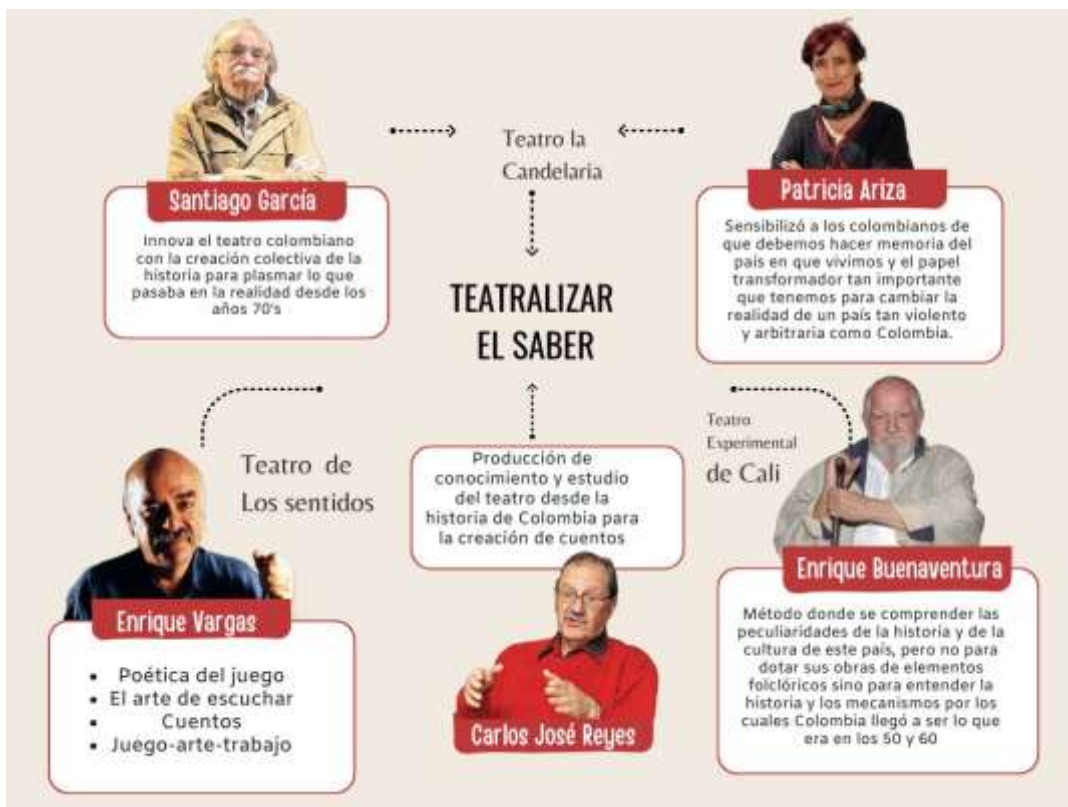 Teatro la
Candelaria
Santiago García
Innova el teatro colombiano
con la creación colectiva de la
historia para plasmar lo que
pasaba en la realidad desde los
años 70's
Patricia Ariza
Sensibilizó a los colombianos de
que debemos hacer memoria del
país en que vivimos y el papel
transformador tan importante
que tenemos para cambiar la
realidad de un país tan violento
y arbitraria como Colombia.
TEATRALIZAR
EL SABER
Teatro de
Los sentidos
Enrique Vargas
• Poética del juego
• El arte de escuchar
• Cuentos
• Juego-arte-trabajo
Producción de
conocimiento y estudio
del teatro desde la
historia de Colombia para
la creación de cuentos
Carlos José Reyes
Teatro
Experimental
de Cali
Enrique Buenaventura
Método donde se comprender las
peculiaridades de la historia y de la
cultura de este país, pero no para
dotar sus obras de elementos
folclóricos sino para entender la
historia y los mecanismos por los
cuales Colombia llegó a ser lo que
era en los 50 y 60